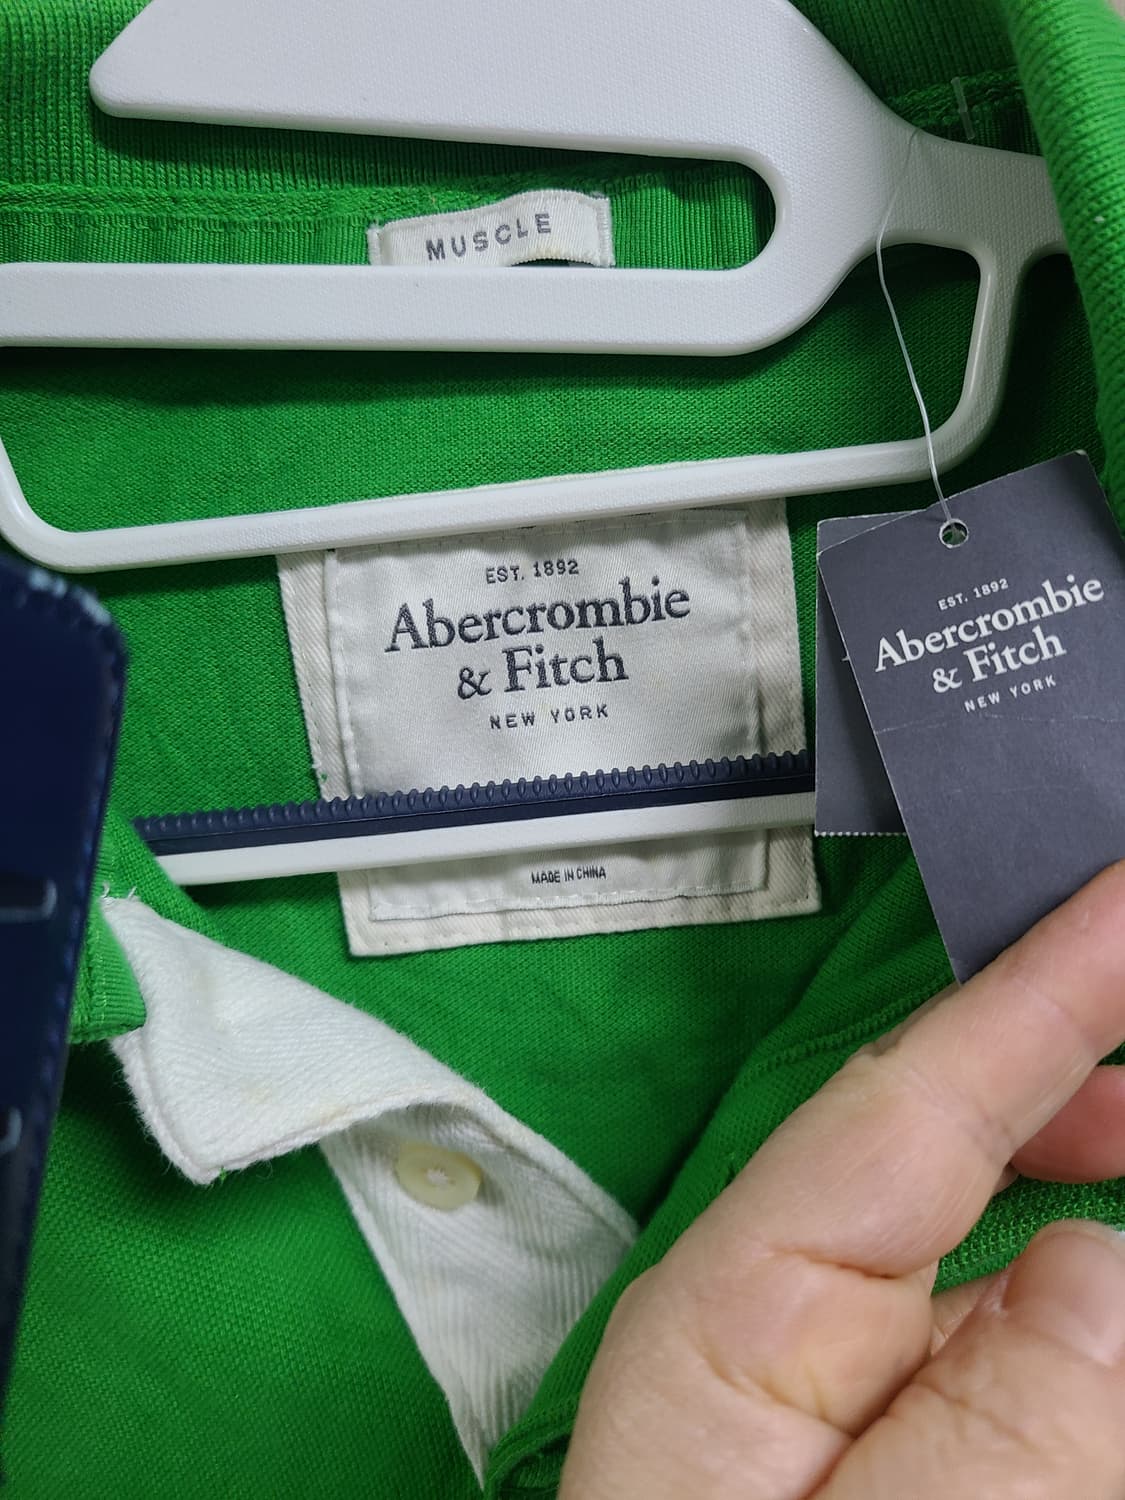 MUSCLE
EST. 1892
Abercrombie
& Fitch
NEW YORK
MADE IN CHINA
EST. 1892
Abercrombie
& Fitch
NEW YORK